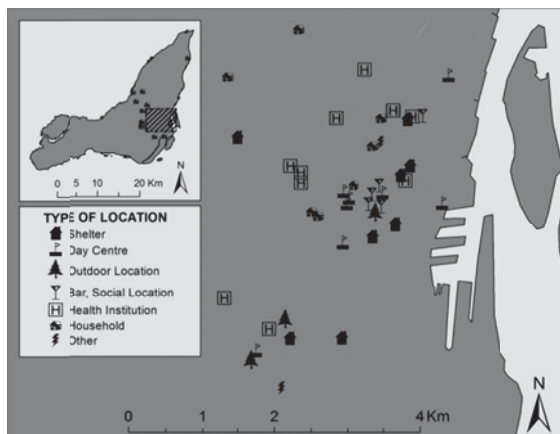 N
0 5 10 20 Km
TYPE OF LOCATION
Shelter
Day Centre
Outdoor Location
Bar, Social Location
H Health Institution
Household
Other
H
H
H
H
H
H
H
H
H
H
H
N
0 1 2 4 Km